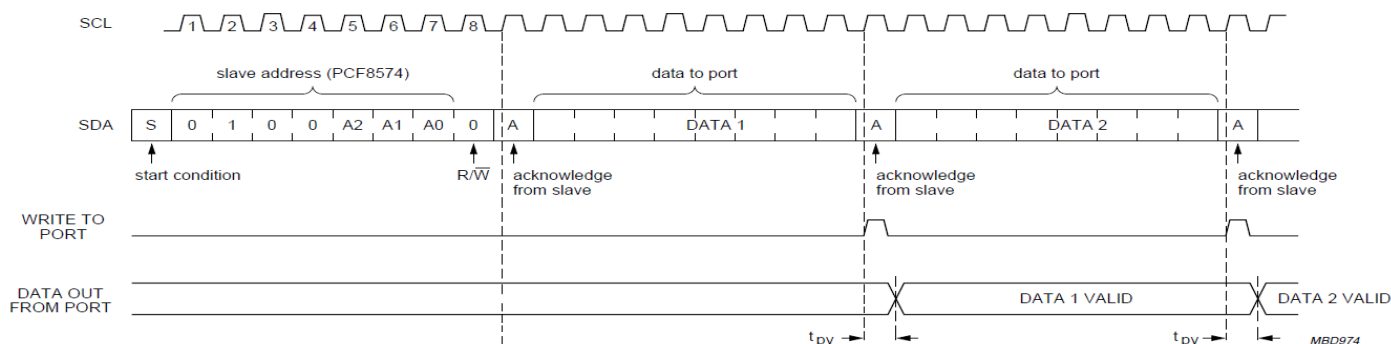 SCL
1 2 3 4 5 6 7 8
slave address (PCF8574) data to port data to port
SDA S 0 1 0 0 A2 A1 A0 0 A DATA 1 A DATA 2 A
start condition R/W̅ acknowledge from slave acknowledge from slave acknowledge from slave
WRITE TO
PORT
DATA OUT
FROM PORT
DATA 1 VALID DATA 2 VALID
tpv tpv MBD974